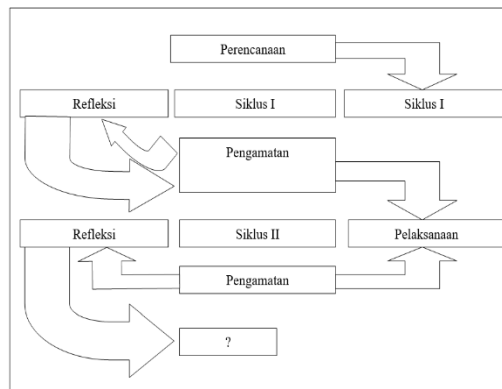 Perencanaan
Refleksi
Siklus I
Siklus I
Pengamatan
Refleksi
Siklus II
Pelaksanaan
Pengamatan
?